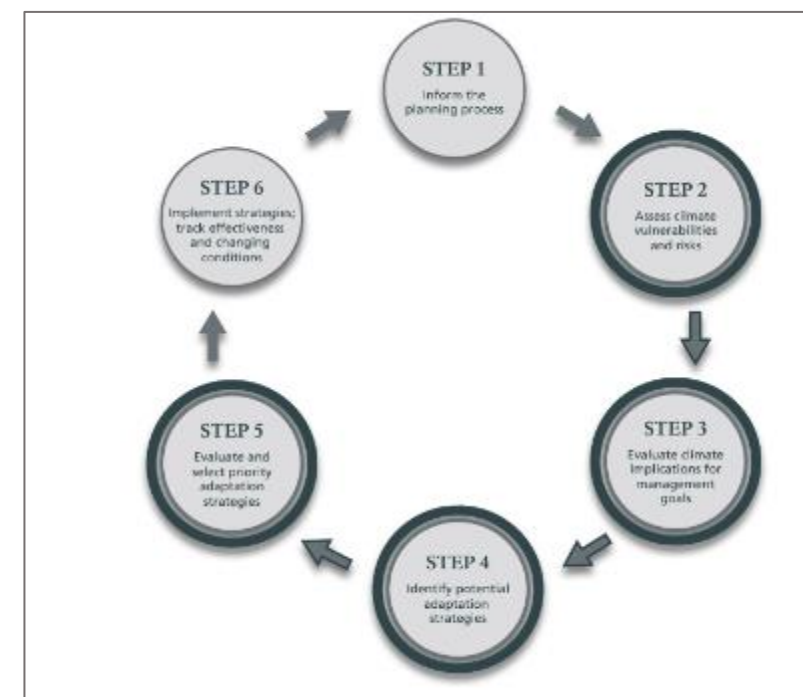 STEP 1
Inform the
planning process
STEP 2
Assess climate
vulnerabilities
and risks
STEP 3
Evaluate climate
implications for
management
goals
STEP 4
Identify potential
adaptation
strategies
STEP 5
Evaluate and
select priority
adaptation
strategies
STEP 6
Implement strategies;
track effectiveness
and changing
conditions